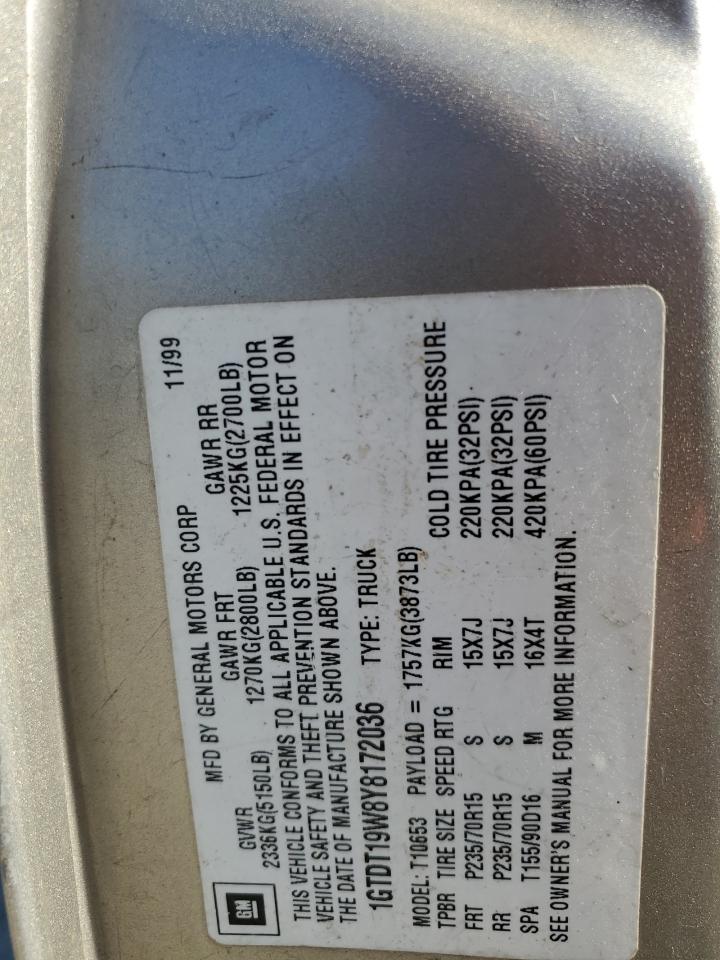 MFD BY GENERAL MOTORS CORP 11/99
GM
GVWR GAWR FRT GAWR RR
2336KG(5150LB) 1270KG(2800LB) 1225KG(2700LB)
THIS VEHICLE CONFORMS TO ALL APPLICABLE U.S. FEDERAL MOTOR
VEHICLE SAFETY AND THEFT PREVENTION STANDARDS IN EFFECT ON
THE DATE OF MANUFACTURE SHOWN ABOVE.
1GTDT19W8Y8172036 TYPE: TRUCK
MODEL: T10653 PAYLOAD = 1757KG(3873LB)
TPBR TIRE SIZE SPEED RTG RIM COLD TIRE PRESSURE
FRT P235/70R15 S 15X7J 220KPA(32PSI)
RR P235/70R15 S 15X7J 220KPA(32PSI)
SPA T155/90D16 M 16X4T 420KPA(60PSI)
SEE OWNER'S MANUAL FOR MORE INFORMATION.